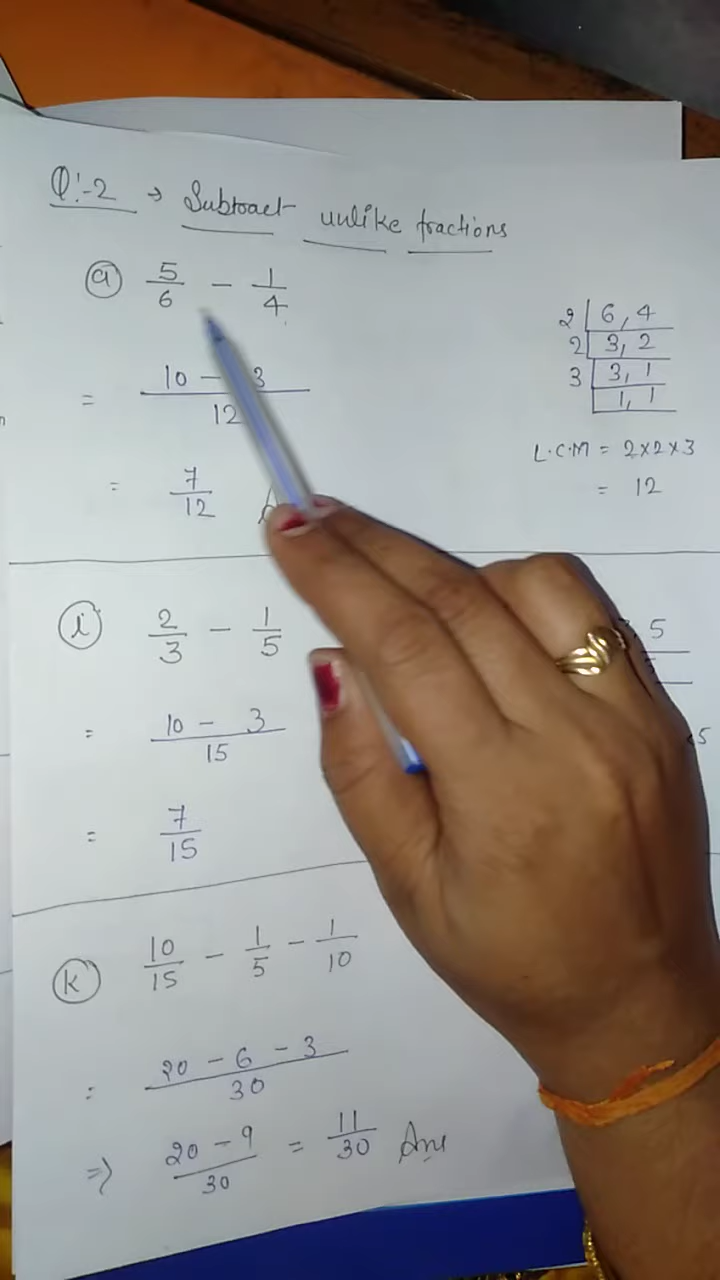 Q!-2 → Subtract unlike fractions
(a) 5/6 - 1/4
= 10 - 3 / 12
= 7/12
2 | 6, 4
2 | 3, 2
3 | 3, 1
1, 1
L.C.M = 2×2×3
= 12
(i) 2/3 - 1/5
= 10 - 3 / 15
= 7/15
5
5
(k) 10/15 - 1/5 - 1/10
= 20 - 6 - 3 / 30
=> 20 - 9 / 30 = 11/30 Ans